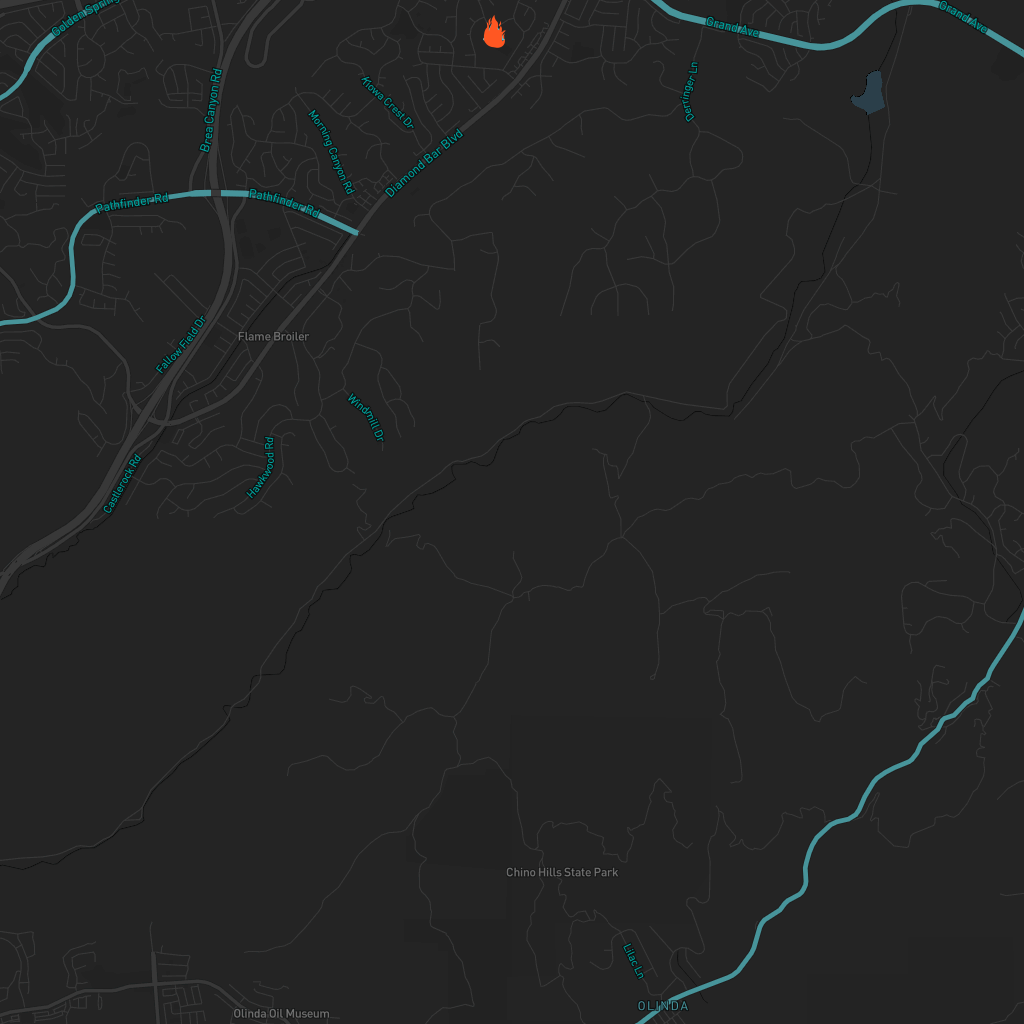 Golden Spring
Grand Ave
Grand Ave
Kiowa Crest Dr
Derringer Ln
Brea Canyon Rd
Morning Canyon Rd
Diamond Bar Blvd
Pathfinder Rd
Pathfinder Rd
Fallow Field Dr
Flame Broiler
Windmill Dr
Hawkwood Rd
Castlerock Rd
Chino Hills State Park
Lilac Ln
OLINDA
Olinda Oil Museum...